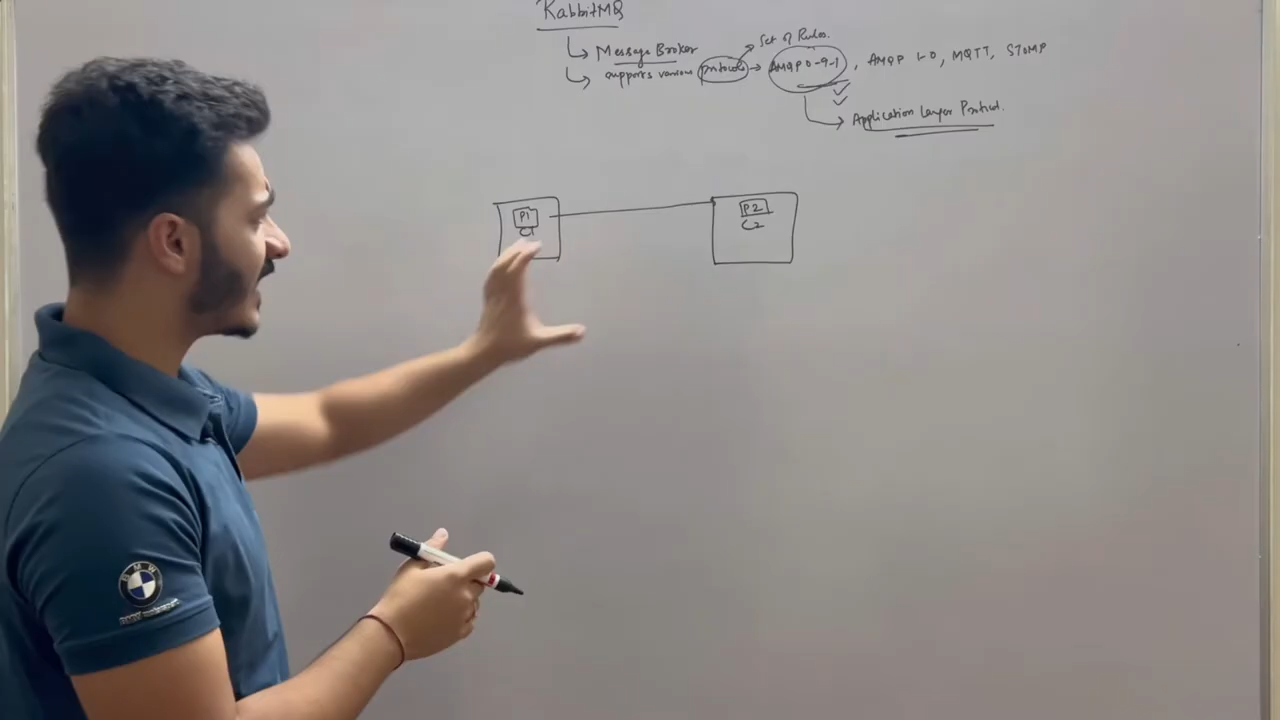 RabbitMQ
Message Broker
Set of Rules.
supports various protocols → AMQP 0-9-1, AMQP 1-0, MQTT, STOMP
Application Layer Protocol.
P1
C1
P2
C2
BMW